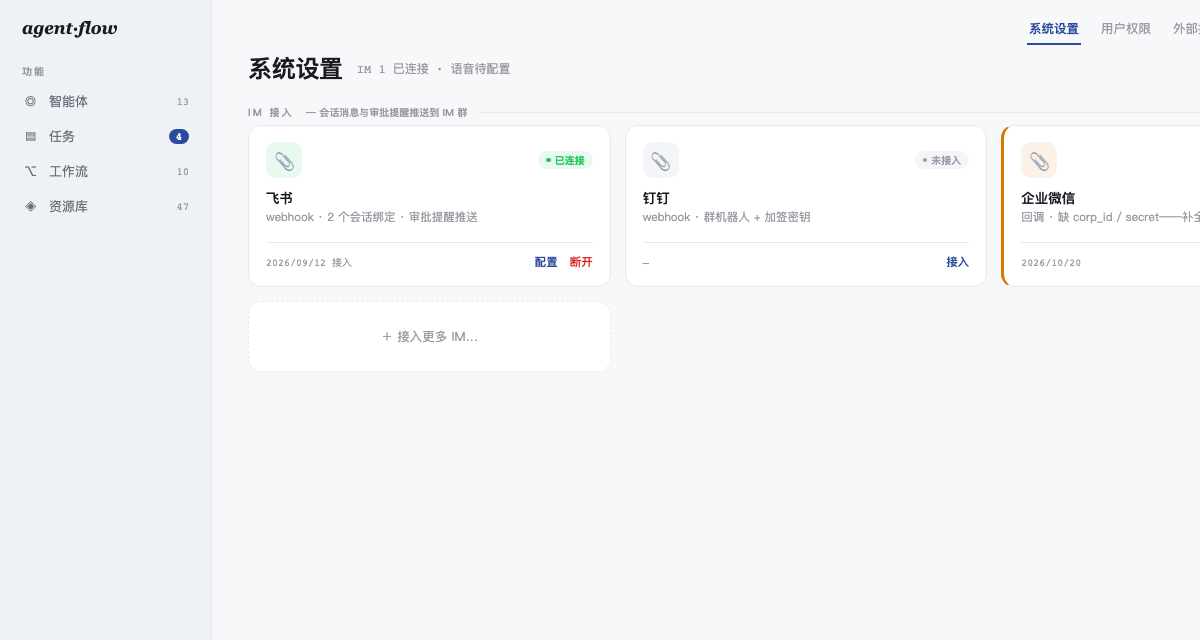 agent·flow
功能
◎ 智能体 13
▤ 任务 4
⌥ 工作流 10
◈ 资源库 47
系统设置 用户权限 外部
系统设置 IM 1 已连接 · 语音待配置
IM 接入 — 会话消息与审批提醒推送到 IM 群
已连接
飞书
webhook · 2 个会话绑定 · 审批提醒推送
2026/09/12 接入 配置 断开
未接入
钉钉
webhook · 群机器人 + 加签密钥
— 接入
企业微信
回调 · 缺 corp_id / secret——补全
2026/10/20
+ 接入更多 IM…